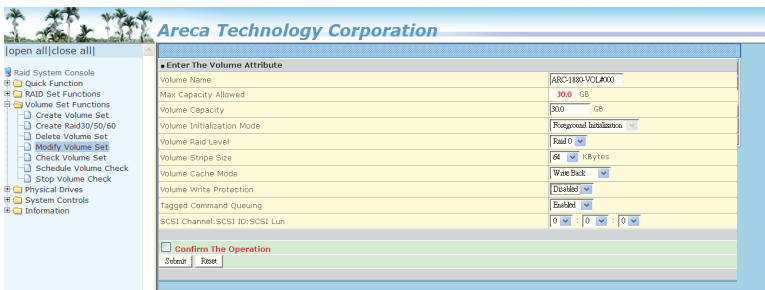 Areca Technology Corporation
|open all|close all|
Raid System Console
Quick Function
RAID Set Functions
Volume Set Functions
Create Volume Set
Create Raid30/50/60
Delete Volume Set
Modify Volume Set
Check Volume Set
Schedule Volume Check
Stop Volume Check
Physical Drives
System Controls
Information
Enter The Volume Attribute
Volume Name ARC-1880-VOL#000
Max Capacity Allowed 30.0 GB
Volume Capacity 30.0 GB
Volume Initialization Mode Foreground Initialization
Volume Raid Level Raid 0
Volume Stripe Size 64 KBytes
Volume Cache Mode Write Back
Volume Write Protection Disabled
Tagged Command Queuing Enabled
SCSI Channel:SCSI ID:SCSI Lun 0 : 0 : 0
Confirm The Operation
Submit Reset